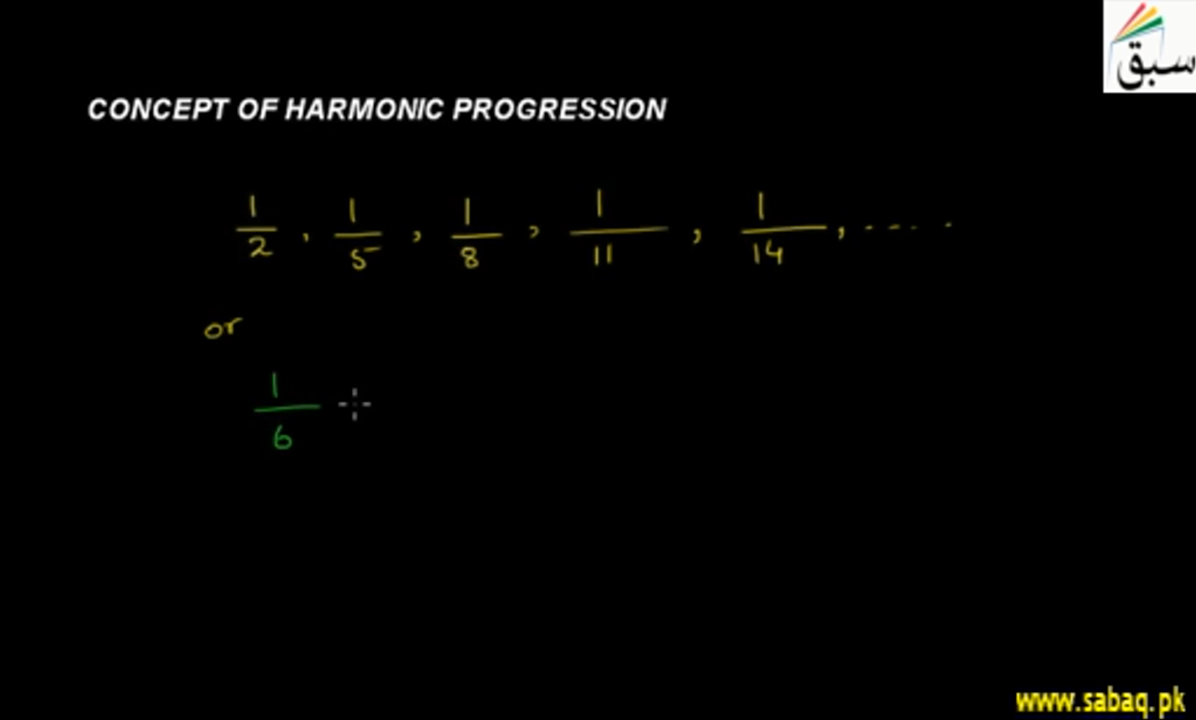 سبق
CONCEPT OF HARMONIC PROGRESSION
1/2, 1/5, 1/8, 1/11, 1/14, ....
or
1/6
www.sabaq.pk